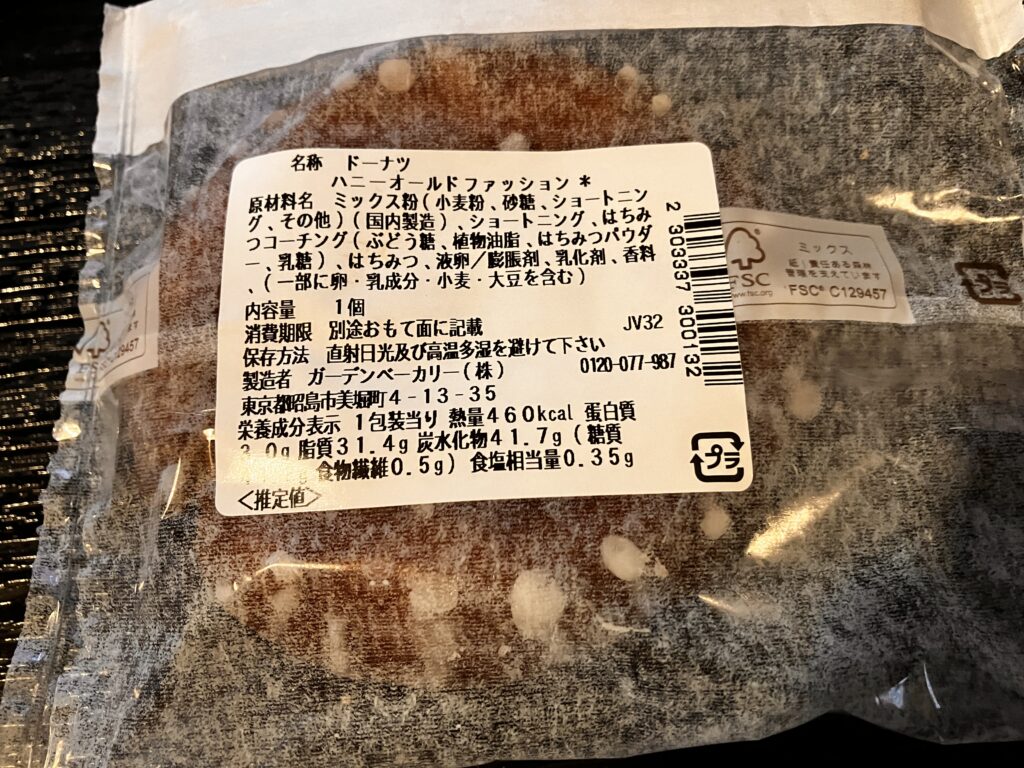 名称 ドーナツ
ハニーオールドファッション*
原材料名 ミックス粉(小麦粉、砂糖、ショートニン
グ、その他)(国内製造)、ショートニング、はちみ
つコーチング(ぶどう糖、植物油脂、はちみつパウダ
ー、乳糖)、はちみつ、液卵/膨脹剤、乳化剤、香料
、(一部に卵・乳成分・小麦・大豆を含む)
内容量 1個
消費期限 別途おもて面に記載 JV32
保存方法 直射日光及び高温多湿を避けて下さい
製造者 ガーデンベーカリー(株) 0120-077-987
東京都昭島市美堀町4-13-35
栄養成分表示 1包装当り 熱量460kcal 蛋白質
3.0g 脂質31.4g 炭水化物41.7g(糖質
食物繊維0.5g) 食塩相当量0.35g
<推定値>
2 303337 300132
プラ
FSC
www.fsc.org
ミックス
責任ある森林
管理を支えています
FSC® C129457
プラ